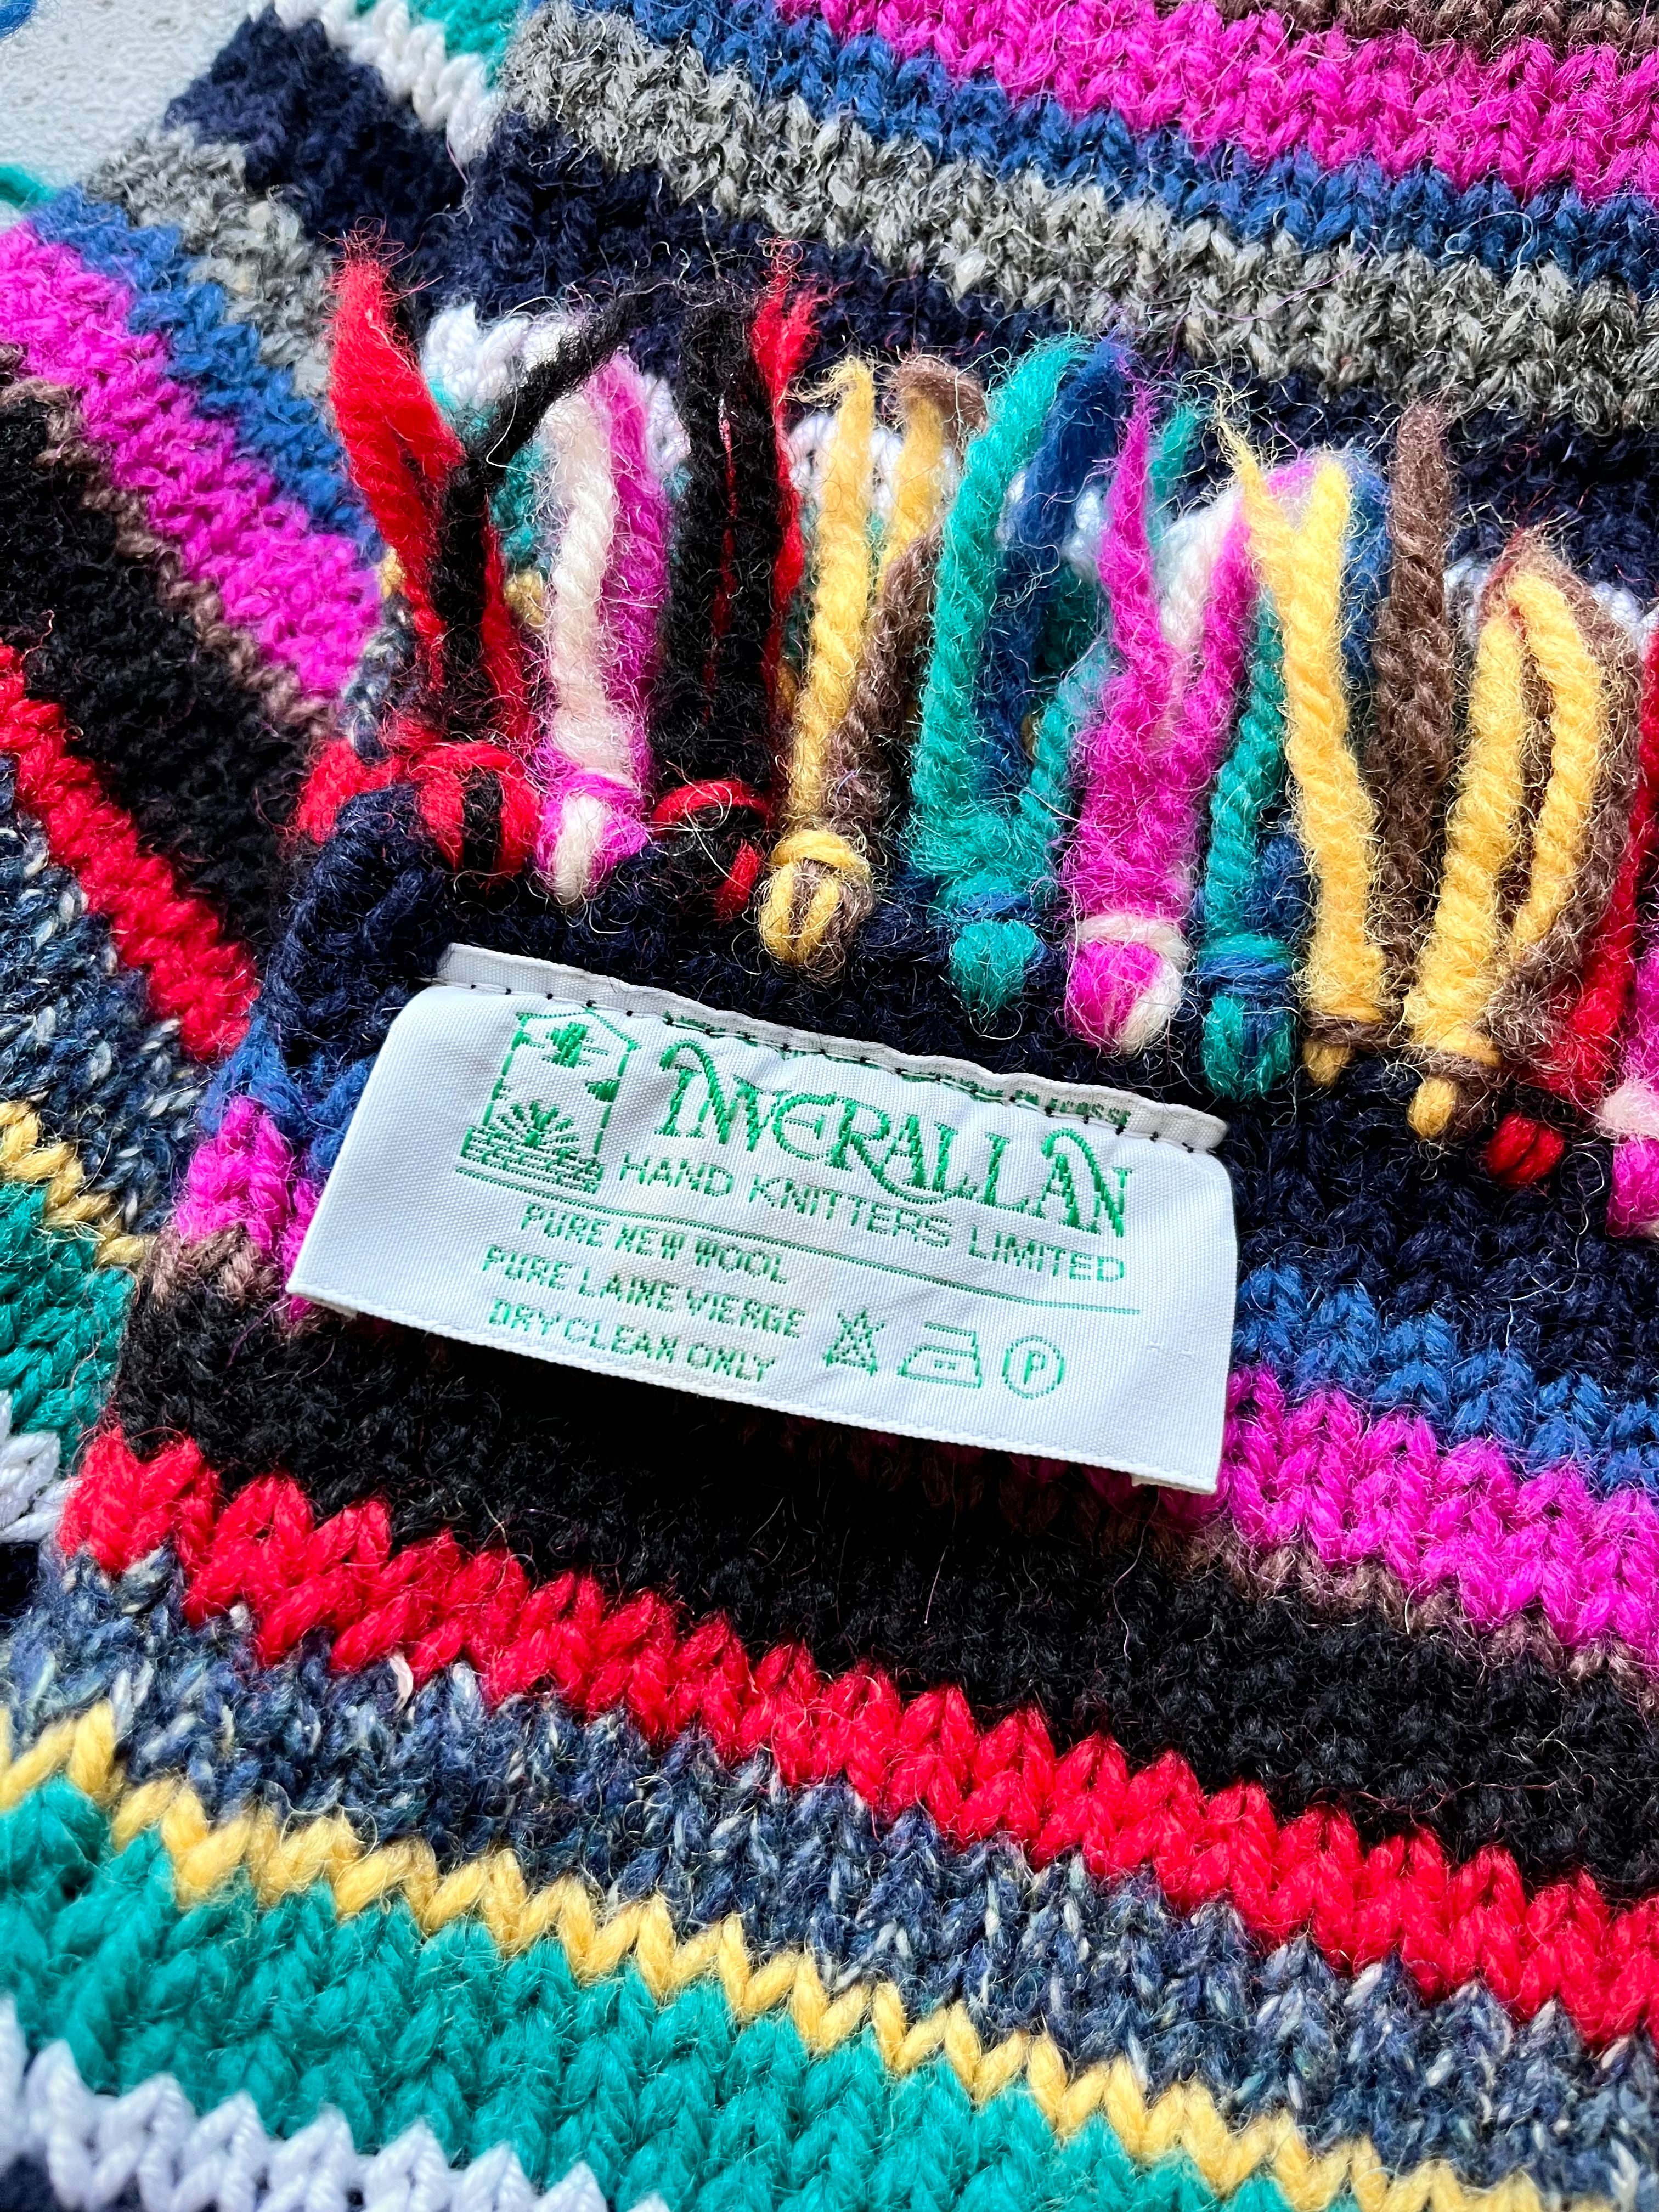 INVERALLAN
HAND KNITTERS LIMITED
PURE NEW WOOL
PURE LAINE VIERGE
DRY CLEAN ONLY
P